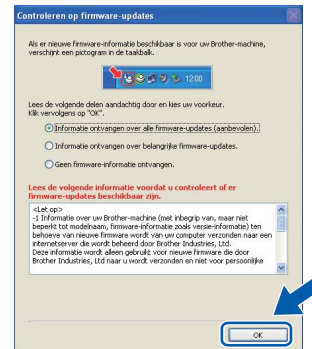 Controleren op firmware-updates
Als er nieuwe firmware-informatie beschikbaar is voor uw Brother-machine,
verschijnt een pictogram in de taakbalk.
12:00
Lees de volgende delen aandachtig door en kies uw voorkeur.
Klik vervolgens op "OK".
Informatie ontvangen over alle firmware-updates (aanbevolen).
Informatie ontvangen over belangrijke firmware-updates.
Geen firmware-informatie ontvangen.
Lees de volgende informatie voordat u controleert of er
firmware-updates beschikbaar zijn.
<Let op>
-1 Informatie over uw Brother-machine (met inbegrip van, maar niet
beperkt tot modelnaam, firmware-informatie zoals versie-informatie) ten
behoeve van nieuwe firmware wordt van uw computer verzonden naar een
internetserver die wordt beheerd door Brother Industries, Ltd.
Deze informatie wordt alleen gebruikt voor nieuwe firmware die door
Brother Industries, Ltd naar u wordt verzonden en niet voor persoonlijke
OK